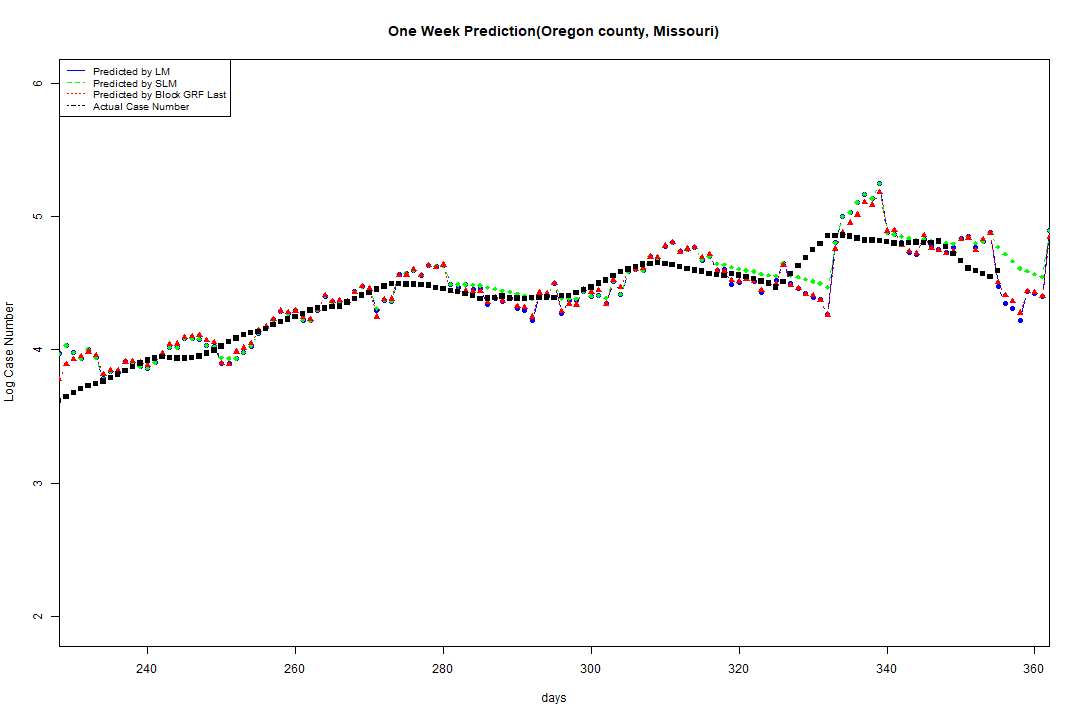 One Week Prediction(Oregon county, Missouri)
Predicted by LM
Predicted by SLM
Predicted by Block GRF Last
Actual Case Number
6
5
4
3
2
Log Case Number
240 260 280 300 320 340 360
days